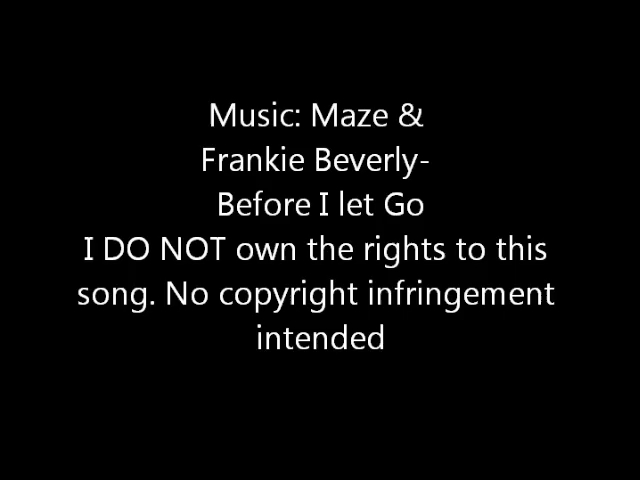 Music: Maze &
Frankie Beverly-
Before I let Go
I DO NOT own the rights to this
song. No copyright infringement
intended